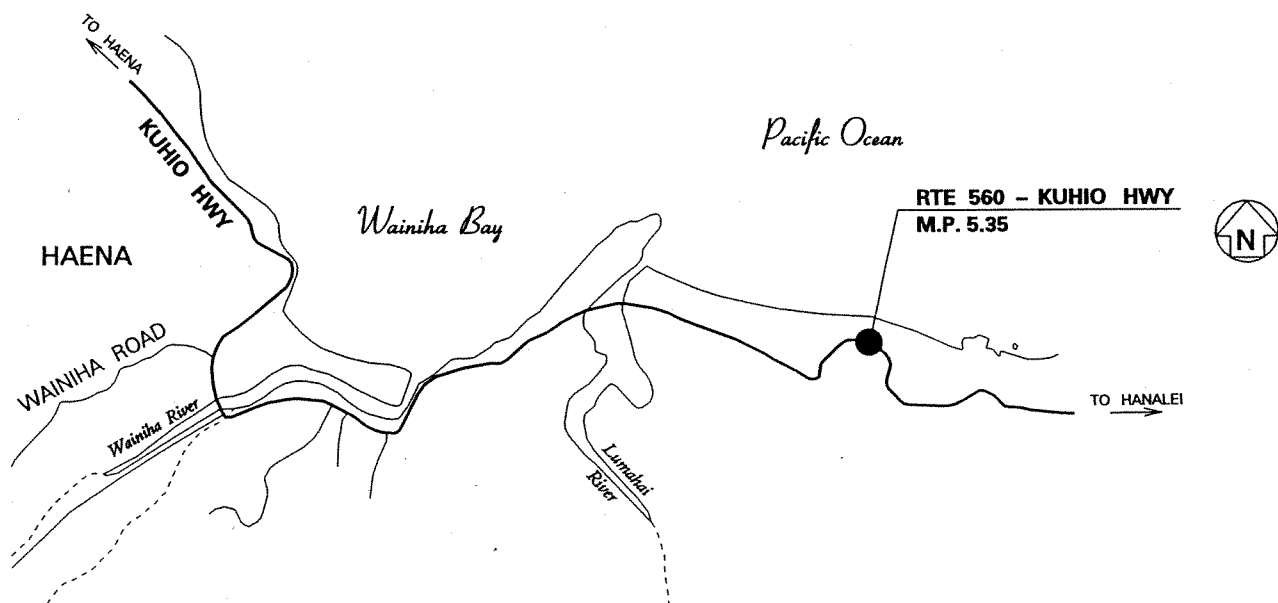 TO HAENA
KUHIO HWY
Pacific Ocean
RTE 560 – KUHIO HWY
M.P. 5.35
N
Wainiha Bay
HAENA
WAINIHA ROAD
Wainiha River
TO HANALEI
Lumahai
River